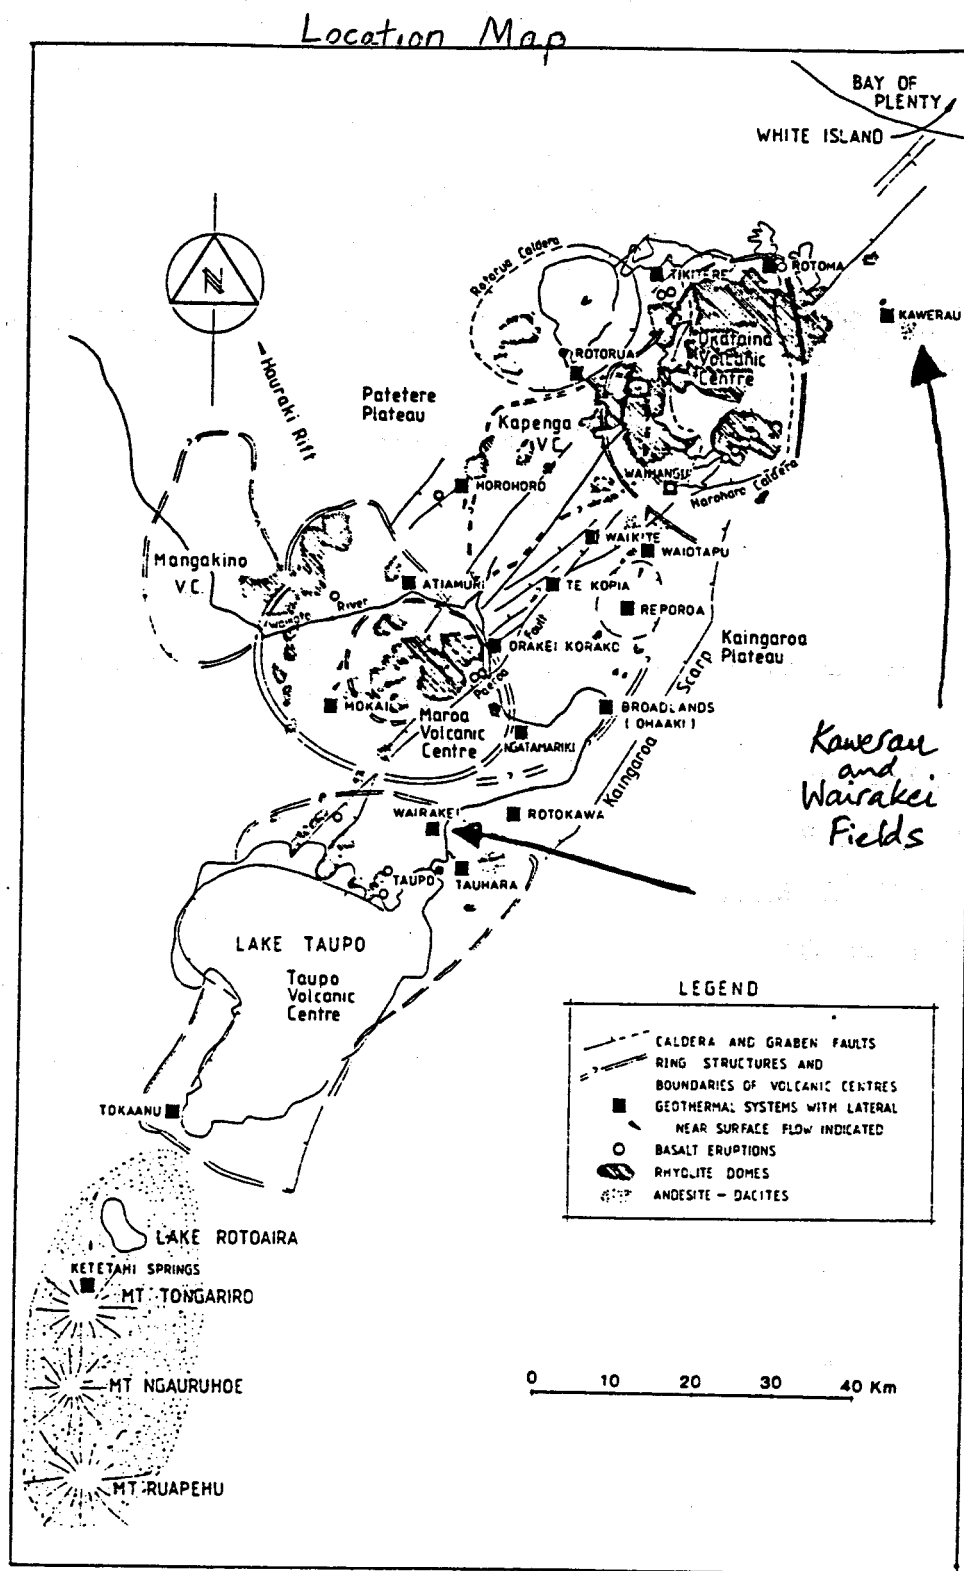 Location Map
BAY OF
PLENTY
WHITE ISLAND
N
Hauraki Rift
Rotorua Caldera
TIKITERE
ROTOMA
KAWERAU
Okataina
Volcanic
Centre
ROTORUA
Patetere
Plateau
Kapenga
V.C.
HOROHORO
WAIMANGU
Haroharo Caldera
WAIKITE
WAIOTAPU
Mangakino
V.C.
ATIAMURI
TE KOPIA
REPOROA
Waikato River
ORAKEI KORAKO
Paeroa Fault
Kaingaroa
Plateau
Kaingaroa Scarp
MOKAI
Maroa
Volcanic
Centre
NGATAMARIKI
BROADLANDS
(OHAAKI)
Kawerau
and
Wairakei
Fields
WAIRAKEI
ROTOKAWA
TAUPO
TAUHARA
LAKE TAUPO
Taupo
Volcanic
Centre
LEGEND
CALDERA AND GRABEN FAULTS
RING STRUCTURES AND
BOUNDARIES OF VOLCANIC CENTRES
GEOTHERMAL SYSTEMS WITH LATERAL
NEAR SURFACE FLOW INDICATED
BASALT ERUPTIONS
RHYOLITE DOMES
ANDESITE - DACITES
TOKAANU
LAKE ROTOAIRA
KETETAHI SPRINGS
MT TONGARIRO
MT NGAURUHOE
MT RUAPEHU
0 10 20 30 40 Km